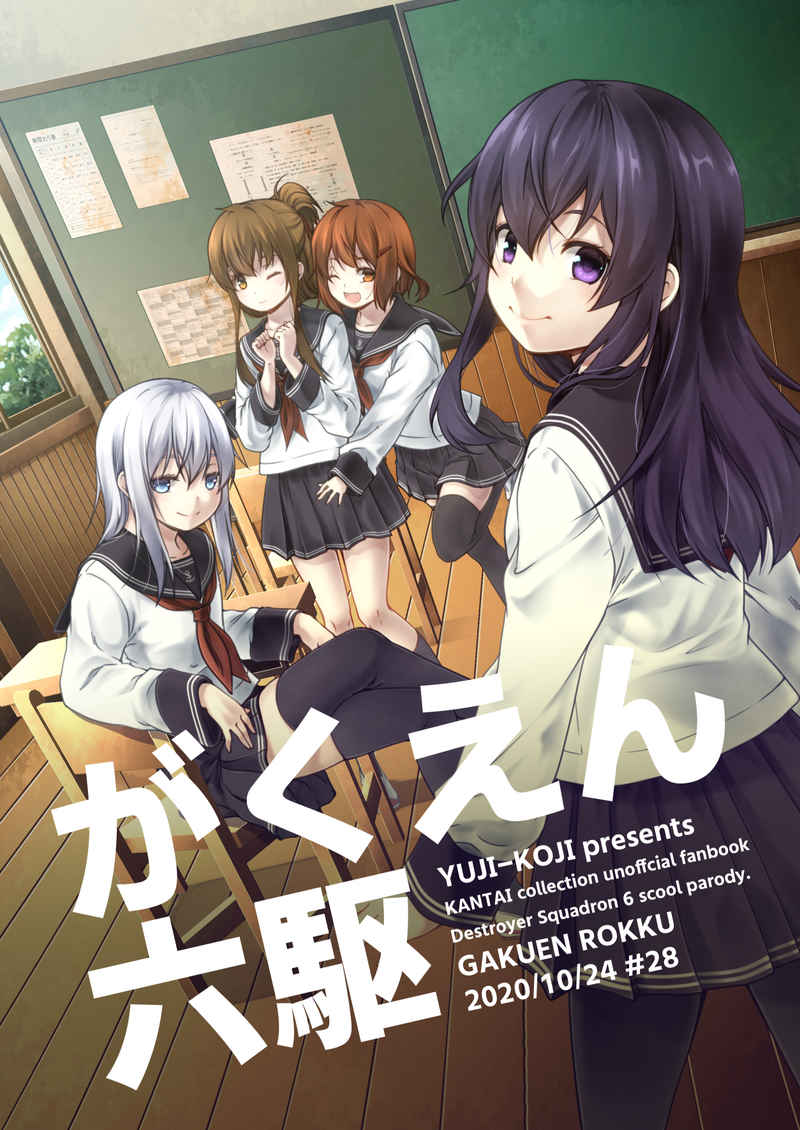 がくえん
六駆
YUJI–KOJI presents
KANTAI collection unoffcial fanbook
Destroyer Squadron 6 scool parody.
GAKUEN ROKKU
2020/10/24 #28